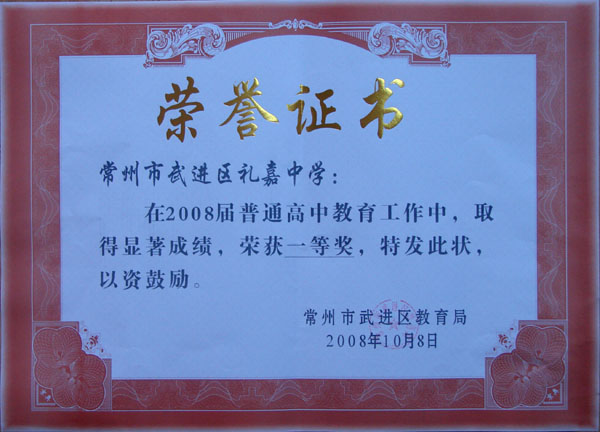 荣誉证书
常州市武进区礼嘉中学：
在2008届普通高中教育工作中，取
得显著成绩，荣获一等奖，特发此状，
以资鼓励。
常州市武进区教育局
2008年10月8日